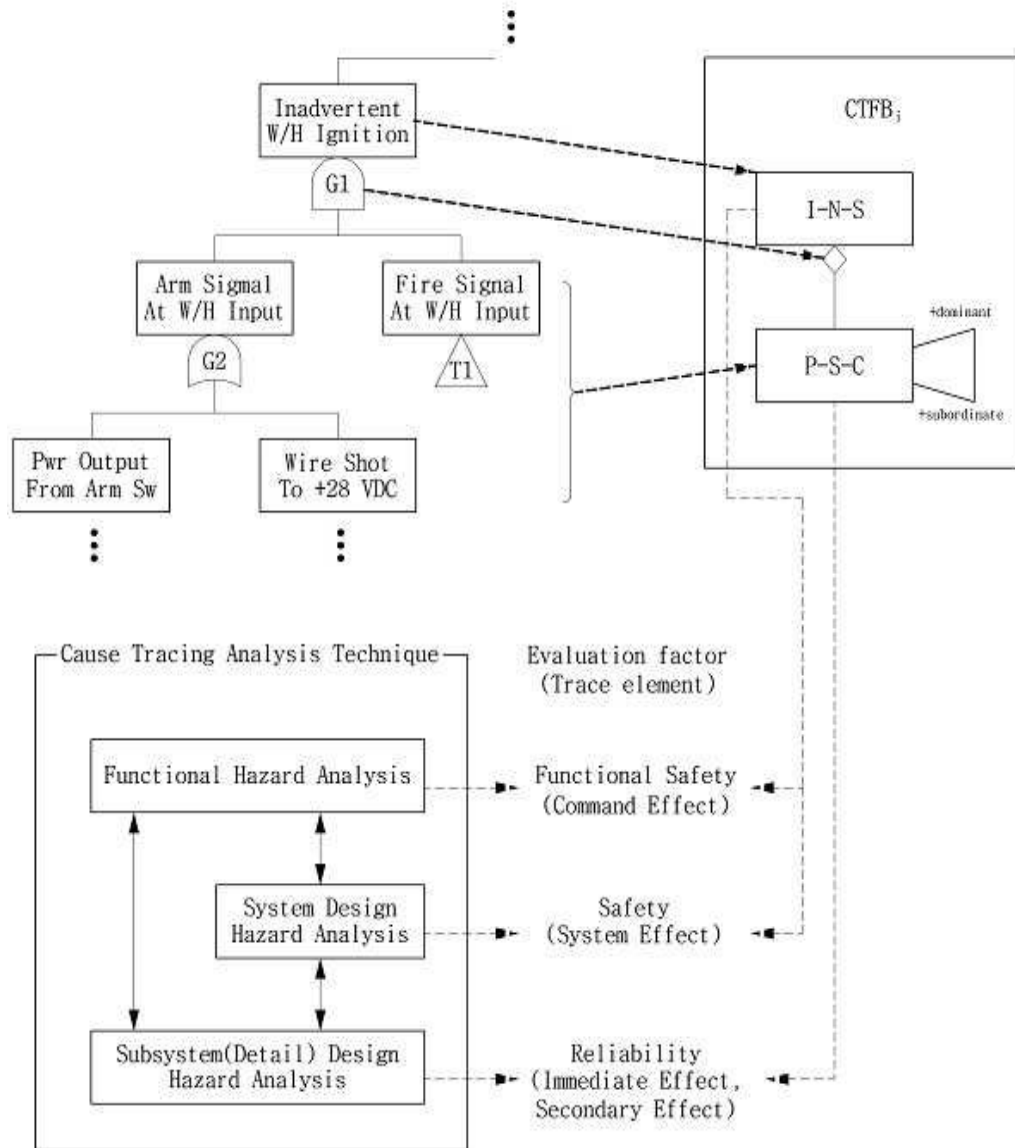 Inadvertent
W/H Ignition
G1
Arm Sigmal
At W/H Input
Fire Signal
At W/H Input
G2
T1
Pwr Output
From Arm Sw
Wire Shot
To +28 VDC
CTFBj
I-N-S
P-S-C
+dominant
+subordinate
Cause Tracing Analysis Technique
Evaluation factor
(Trace element)
Functional Hazard Analysis
Functional Safety
(Command Effect)
System Design
Hazard Analysis
Safety
(System Effect)
Subsystem(Detail) Design
Hazard Analysis
Reliability
(Immediate Effect,
Secondary Effect)